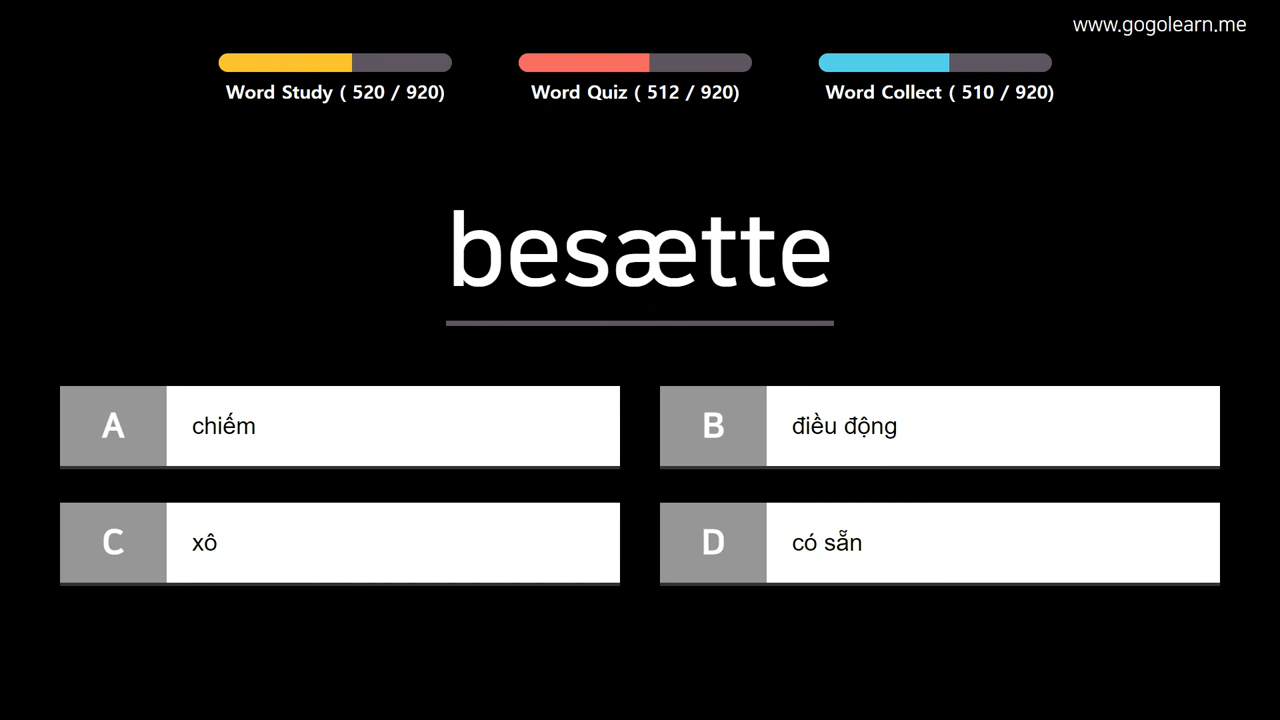 www.gogolearn.me
Word Study ( 520 / 920)
Word Quiz ( 512 / 920)
Word Collect ( 510 / 920)
besætte
A chiếm
B điều động
C xô
D có sẵn